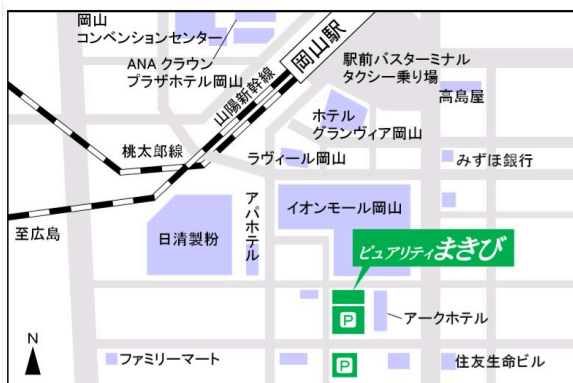 岡山
コンベンションセンター
ANA クラウン
プラザホテル岡山
山陽新幹線
岡山駅
駅前バスターミナル
タクシー乗り場
高島屋
ホテル
グランヴィア岡山
桃太郎線
ラヴィール岡山
みずほ銀行
至広島
日清製粉
アパホテル
イオンモール岡山
ピュアリティまきび
P
アークホテル
N
ファミリーマート
P
住友生命ビル